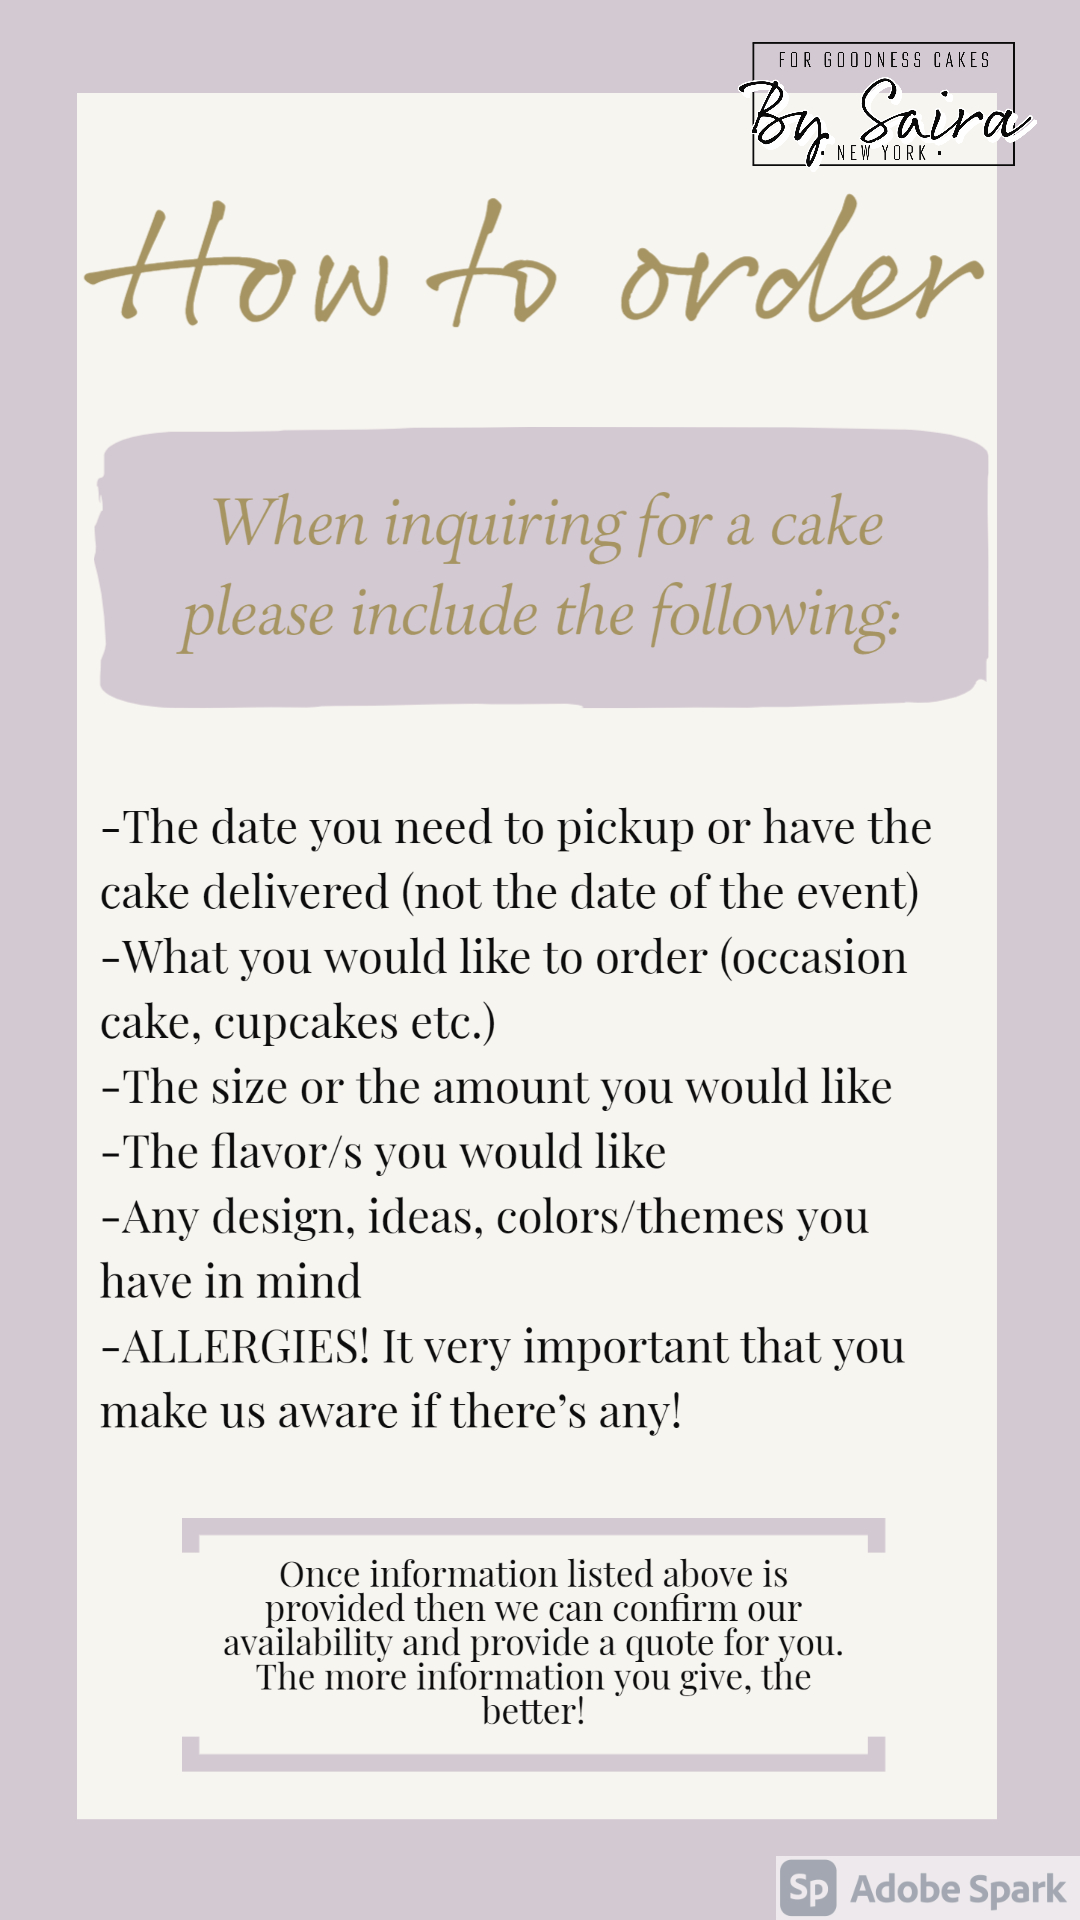 FOR GOODNESS CAKES
By Saira
· NEW YORK ·
How to order
When inquiring for a cake
please include the following:
-The date you need to pickup or have the
cake delivered (not the date of the event)
-What you would like to order (occasion
cake, cupcakes etc.)
-The size or the amount you would like
-The flavor/s you would like
-Any design, ideas, colors/themes you
have in mind
-ALLERGIES! It very important that you
make us aware if there’s any!
Once information listed above is
provided then we can confirm our
availability and provide a quote for you.
The more information you give, the
better!
Sp Adobe Spark